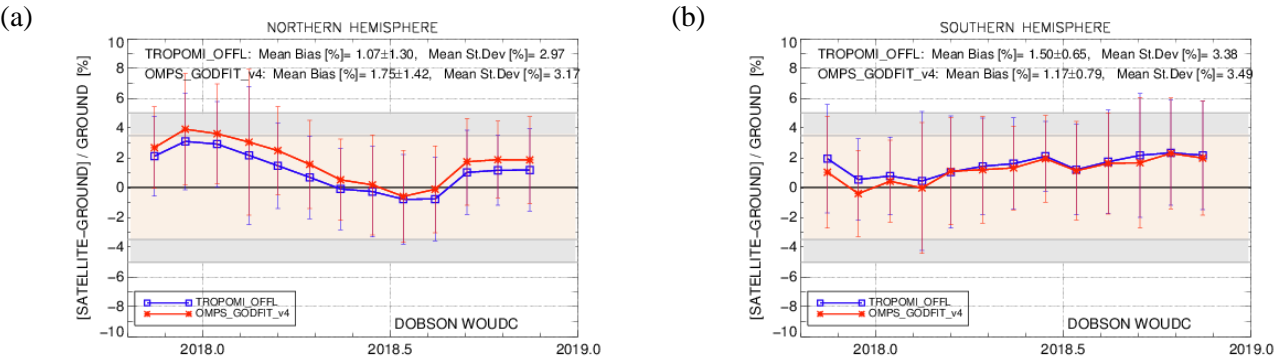 (a)
NORTHERN HEMISPHERE
[SATELLITE-GROUND]/ GROUND [%]
10
8
6
4
2
0
-2
-4
-6
-8
-10
TROPOMI_OFFL: Mean Bias [%]= 1.07±1.30, Mean St.Dev [%]= 2.97
OMPS_GODFIT_v4: Mean Bias [%]= 1.75±1.42, Mean St.Dev [%]= 3.17
TROPOMI_OFFL
OMPS_GODFIT_v4
DOBSON WOUDC
2018.0 2018.5 2019.0
(b)
SOUTHERN HEMISPHERE
[SATELLITE-GROUND]/ GROUND [%]
10
8
6
4
2
0
-2
-4
-6
-8
-10
TROPOMI_OFFL: Mean Bias [%]= 1.50±0.65, Mean St.Dev [%]= 3.38
OMPS_GODFIT_v4: Mean Bias [%]= 1.17±0.79, Mean St.Dev [%]= 3.49
TROPOMI_OFFL
OMPS_GODFIT_v4
DOBSON WOUDC
2018.0 2018.5 2019.0